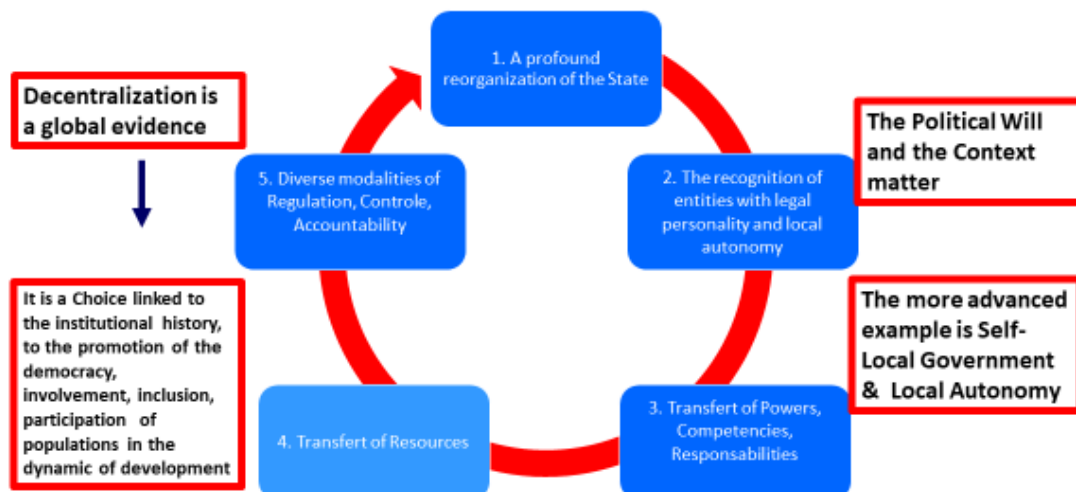 1. A profound
reorganization of the State
Decentralization is
a global evidence
The Political Will
and the Context
matter
5. Diverse modalities of
Regulation, Controle,
Accountability
2. The recognition of
entities with legal
personality and local
autonomy
It is a Choice linked to
the institutional history,
to the promotion of the
democracy,
involvement, inclusion,
participation of
populations in the
dynamic of development
The more advanced
example is Self-
Local Government
& Local Autonomy
4. Transfert of Resources
3. Transfert of Powers,
Competencies,
Responsabilities